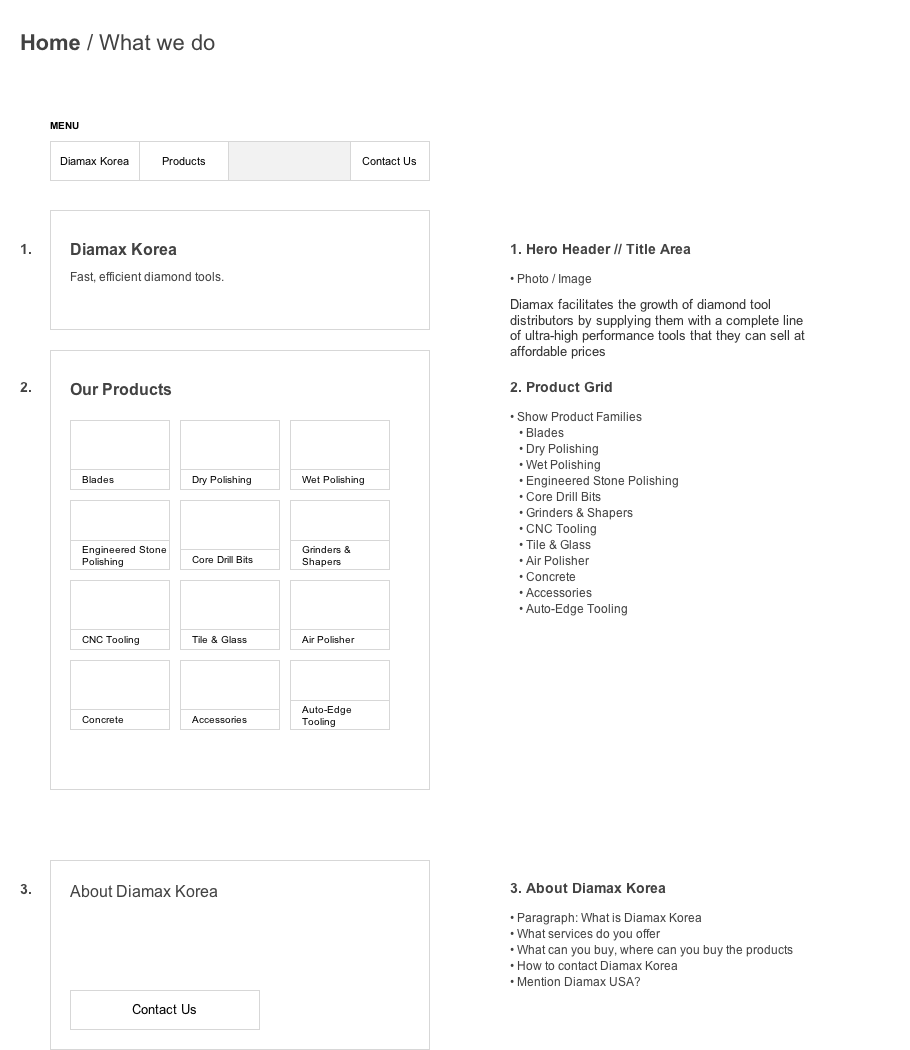 Home / What we do
MENU
Diamax Korea
Products
Contact Us
1.
Diamax Korea
Fast, efficient diamond tools.
1. Hero Header // Title Area
• Photo / Image
Diamax facilitates the growth of diamond tool
distributors by supplying them with a complete line
of ultra-high performance tools that they can sell at
affordable prices
2.
Our Products
Blades
Dry Polishing
Wet Polishing
Engineered Stone
Polishing
Core Drill Bits
Grinders &
Shapers
CNC Tooling
Tile & Glass
Air Polisher
Concrete
Accessories
Auto-Edge
Tooling
2. Product Grid
• Show Product Families
• Blades
• Dry Polishing
• Wet Polishing
• Engineered Stone Polishing
• Core Drill Bits
• Grinders & Shapers
• CNC Tooling
• Tile & Glass
• Air Polisher
• Concrete
• Accessories
• Auto-Edge Tooling
3.
About Diamax Korea
Contact Us
3. About Diamax Korea
• Paragraph: What is Diamax Korea
• What services do you offer
• What can you buy, where can you buy the products
• How to contact Diamax Korea
• Mention Diamax USA?